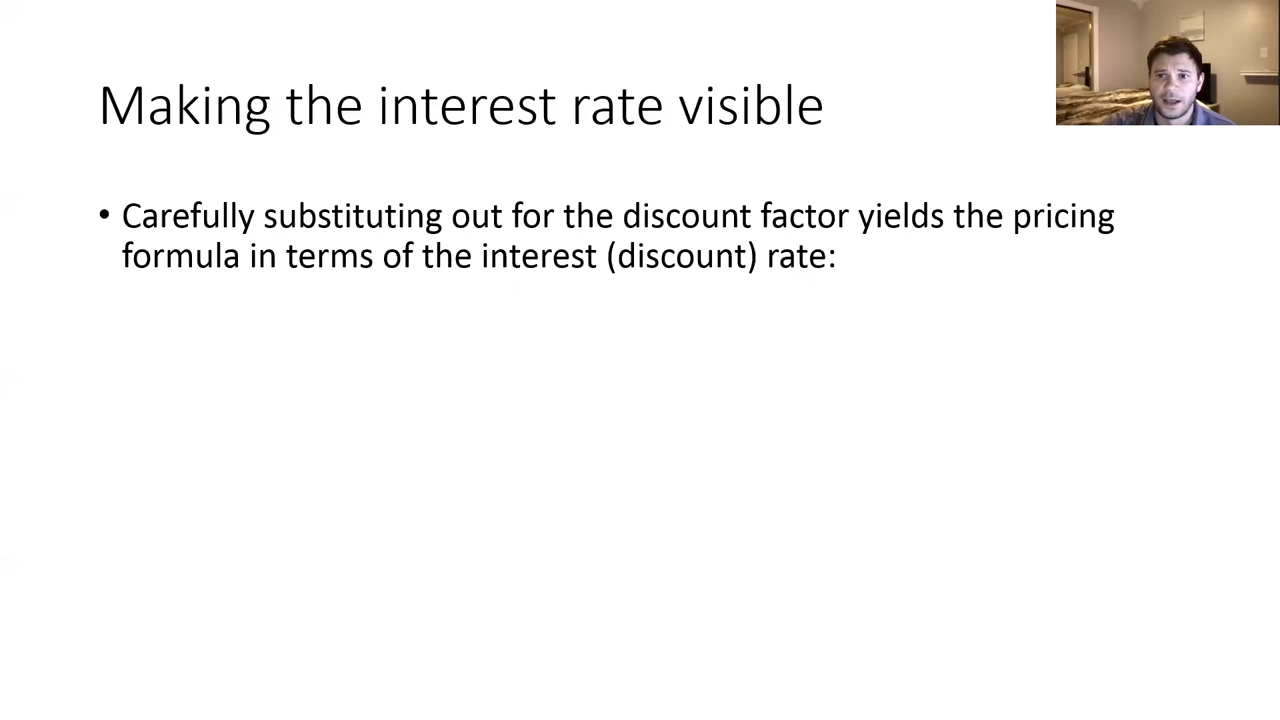 Making the interest rate visible
• Carefully substituting out for the discount factor yields the pricing
formula in terms of the interest (discount) rate: